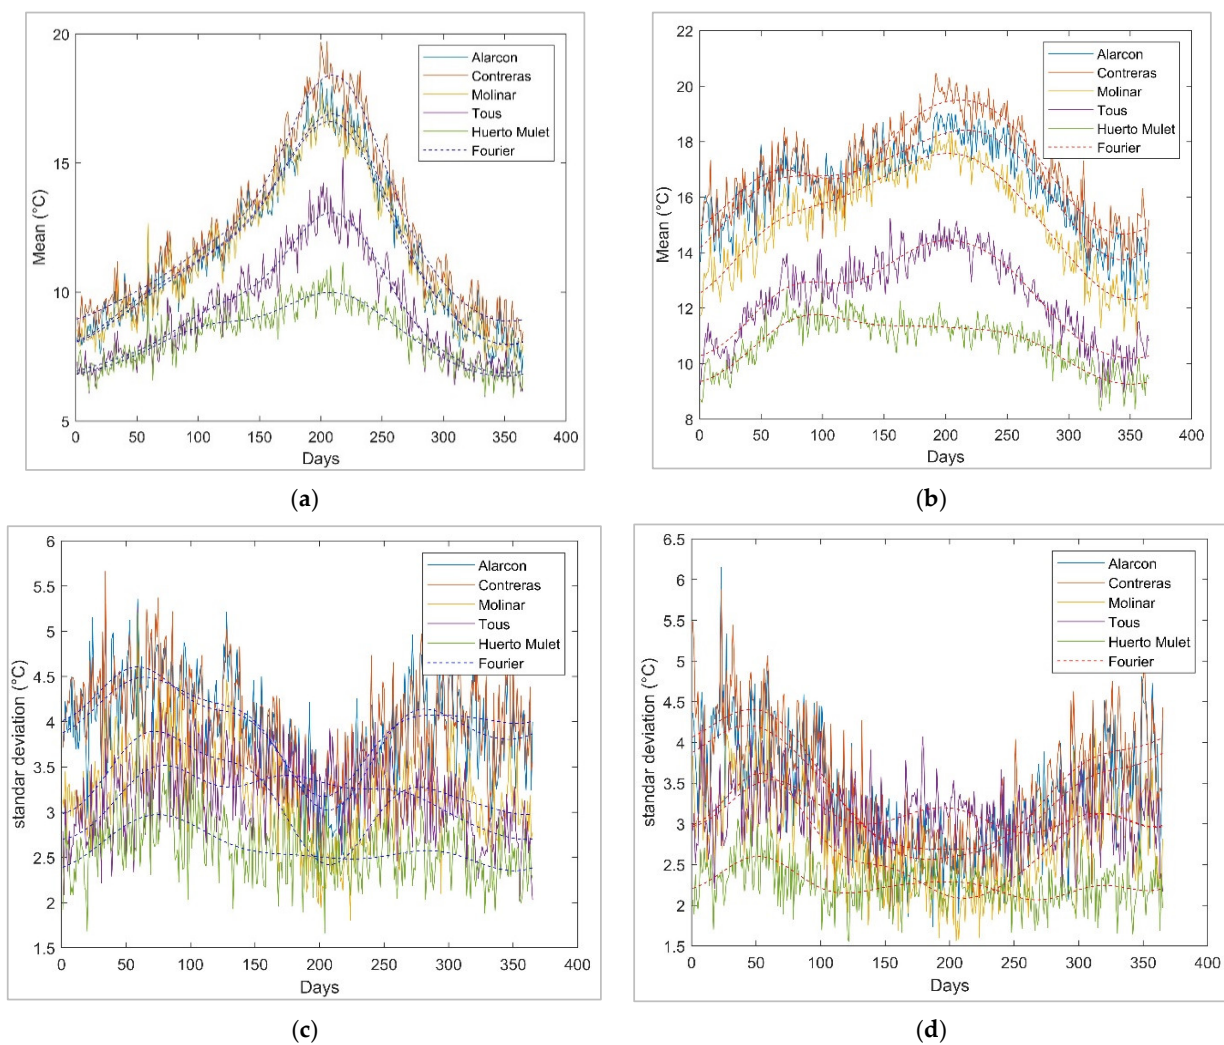 20
15
10
5
Mean (°C)
Alarcon
Contreras
Molinar
Tous
Huerto Mulet
Fourier
0 50 100 150 200 250 300 350 400
Days
(a)
22
20
18
16
14
12
10
8
Mean (°C)
Alarcon
Contreras
Molinar
Tous
Huerto Mulet
Fourier
0 50 100 150 200 250 300 350 400
Days
(b)
6
5.5
5
4.5
4
3.5
3
2.5
2
1.5
standar deviation (°C)
Alarcon
Contreras
Molinar
Tous
Huerto Mulet
Fourier
0 50 100 150 200 250 300 350 400
Days
(c)
6.5
6
5.5
5
4.5
4
3.5
3
2.5
2
1.5
standar deviation (°C)
Alarcon
Contreras
Molinar
Tous
Huerto Mulet
Fourier
0 50 100 150 200 250 300 350 400
Days
(d)